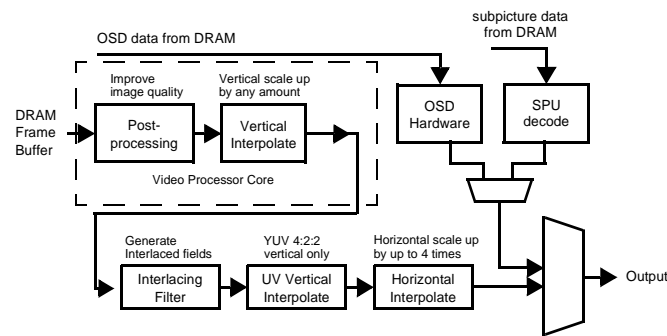 subpicture data
from DRAM
OSD data from DRAM
Improve
image quality
Vertical scale up
by any amount
DRAM
Frame
Buffer
Post-
processing
Vertical
Interpolate
OSD
Hardware
SPU
decode
Video Processor Core
Generate
Interlaced fields
YUV 4:2:2
vertical only
Horizontal scale up
by up to 4 times
Interlacing
Filter
UV Vertical
Interpolate
Horizontal
Interpolate
Output